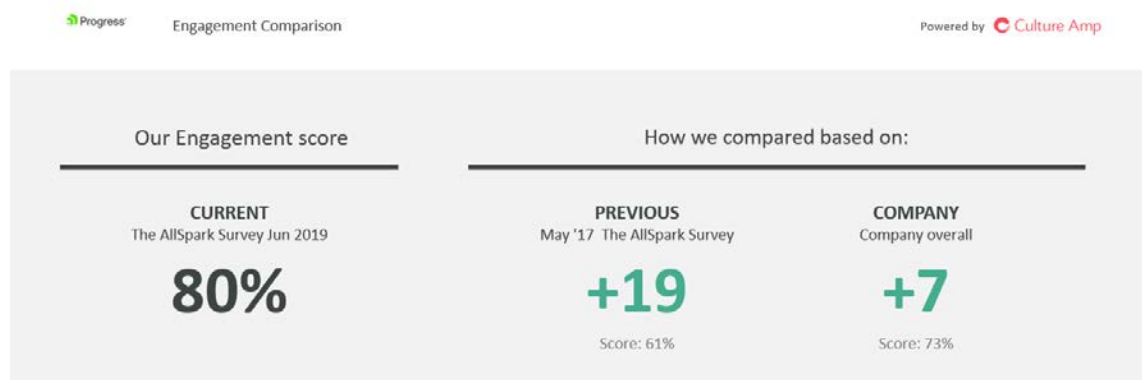 Progress Engagement Comparison Powered by Culture Amp
Our Engagement score How we compared based on:
CURRENT PREVIOUS COMPANY
The AllSpark Survey Jun 2019 May '17 The AllSpark Survey Company overall
80% +19 +7
Score: 61% Score: 73%